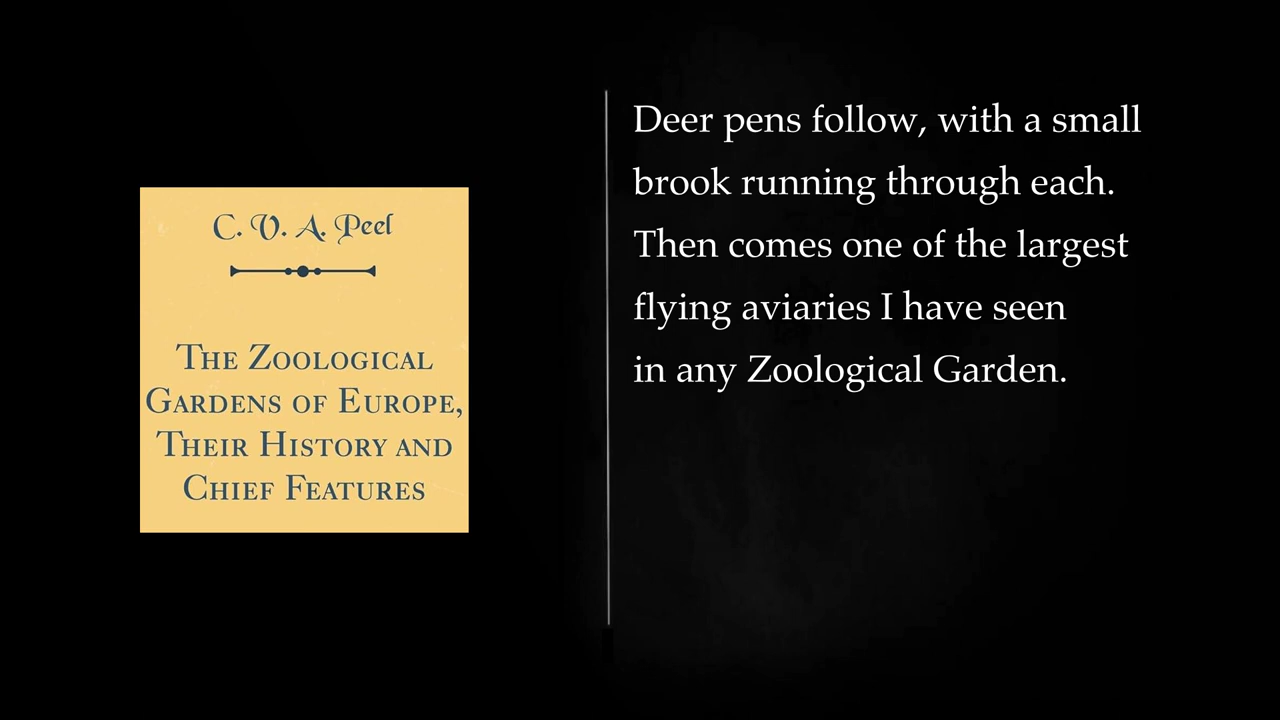 C. V. A. Peel
The Zoological
Gardens of Europe,
Their History and
Chief Features
Deer pens follow, with a small
brook running through each.
Then comes one of the largest
flying aviaries I have seen
in any Zoological Garden.